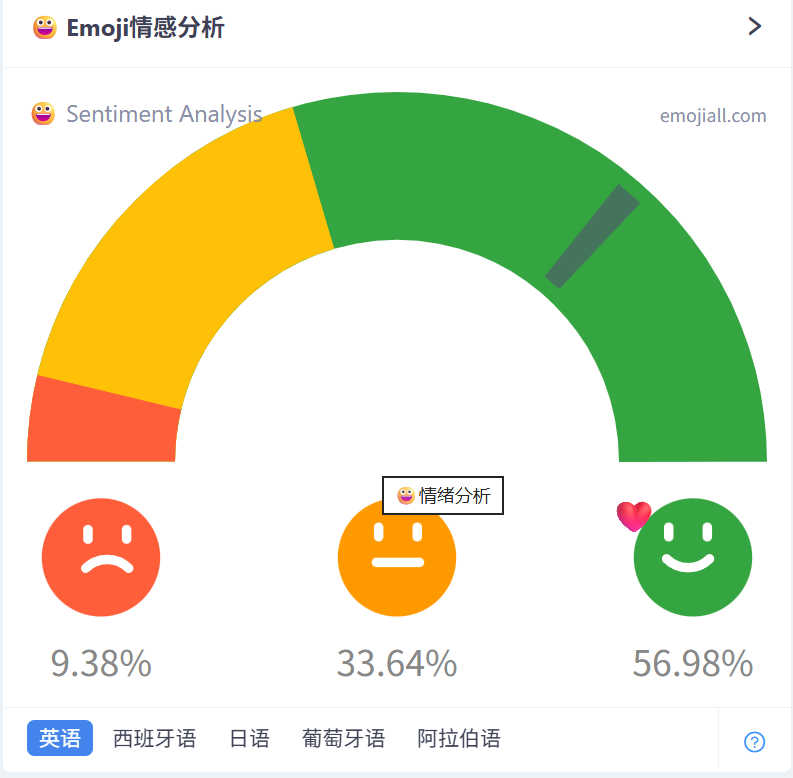 Emoji情感分析
Sentiment Analysis
emojiall.com
情绪分析
9.38%
33.64%
56.98%
英语 西班牙语 日语 葡萄牙语 阿拉伯语 ?